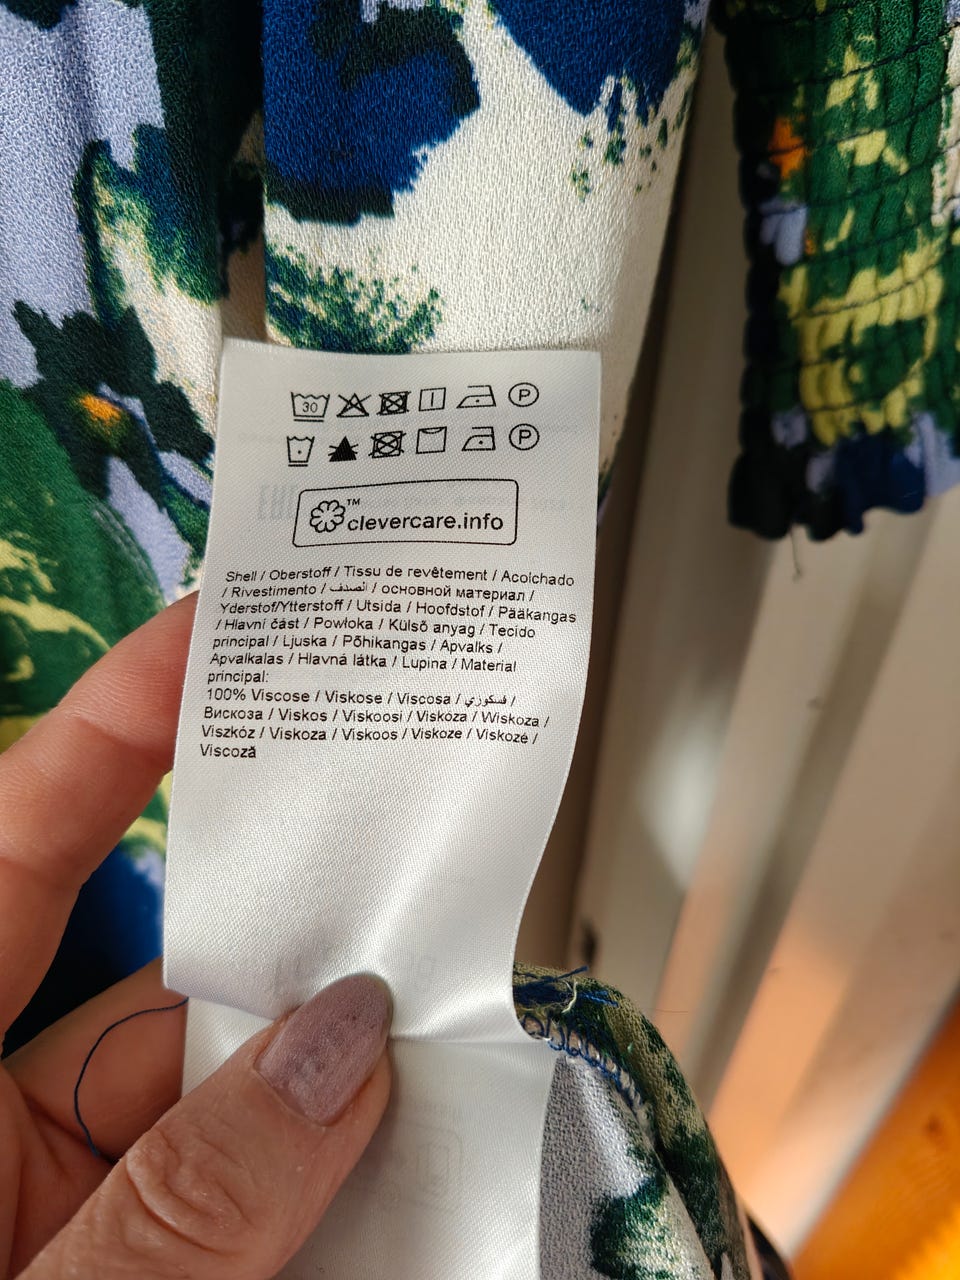 30 P
P
™
clevercare.info
Shell / Oberstoff / Tissu de revêtement / Acolchado
/ Rivestimento / الصدف / основной материал /
Yderstof/Ytterstoff / Utsida / Hoofdstof / Pääkangas
/ Hlavní část / Powłoka / Külső anyag / Tecido
principal / Ljuska / Põhikangas / Apvalks /
Apvalkalas / Hlavná látka / Lupina / Material
principal:
100% Viscose / Viskose / Viscosa / فسكوزي /
Вискоза / Viskos / Viskoosi / Viskóza / Wiskoza /
Viszkóz / Viskoza / Viskoos / Viskoze / Viskozė /
Viscoză